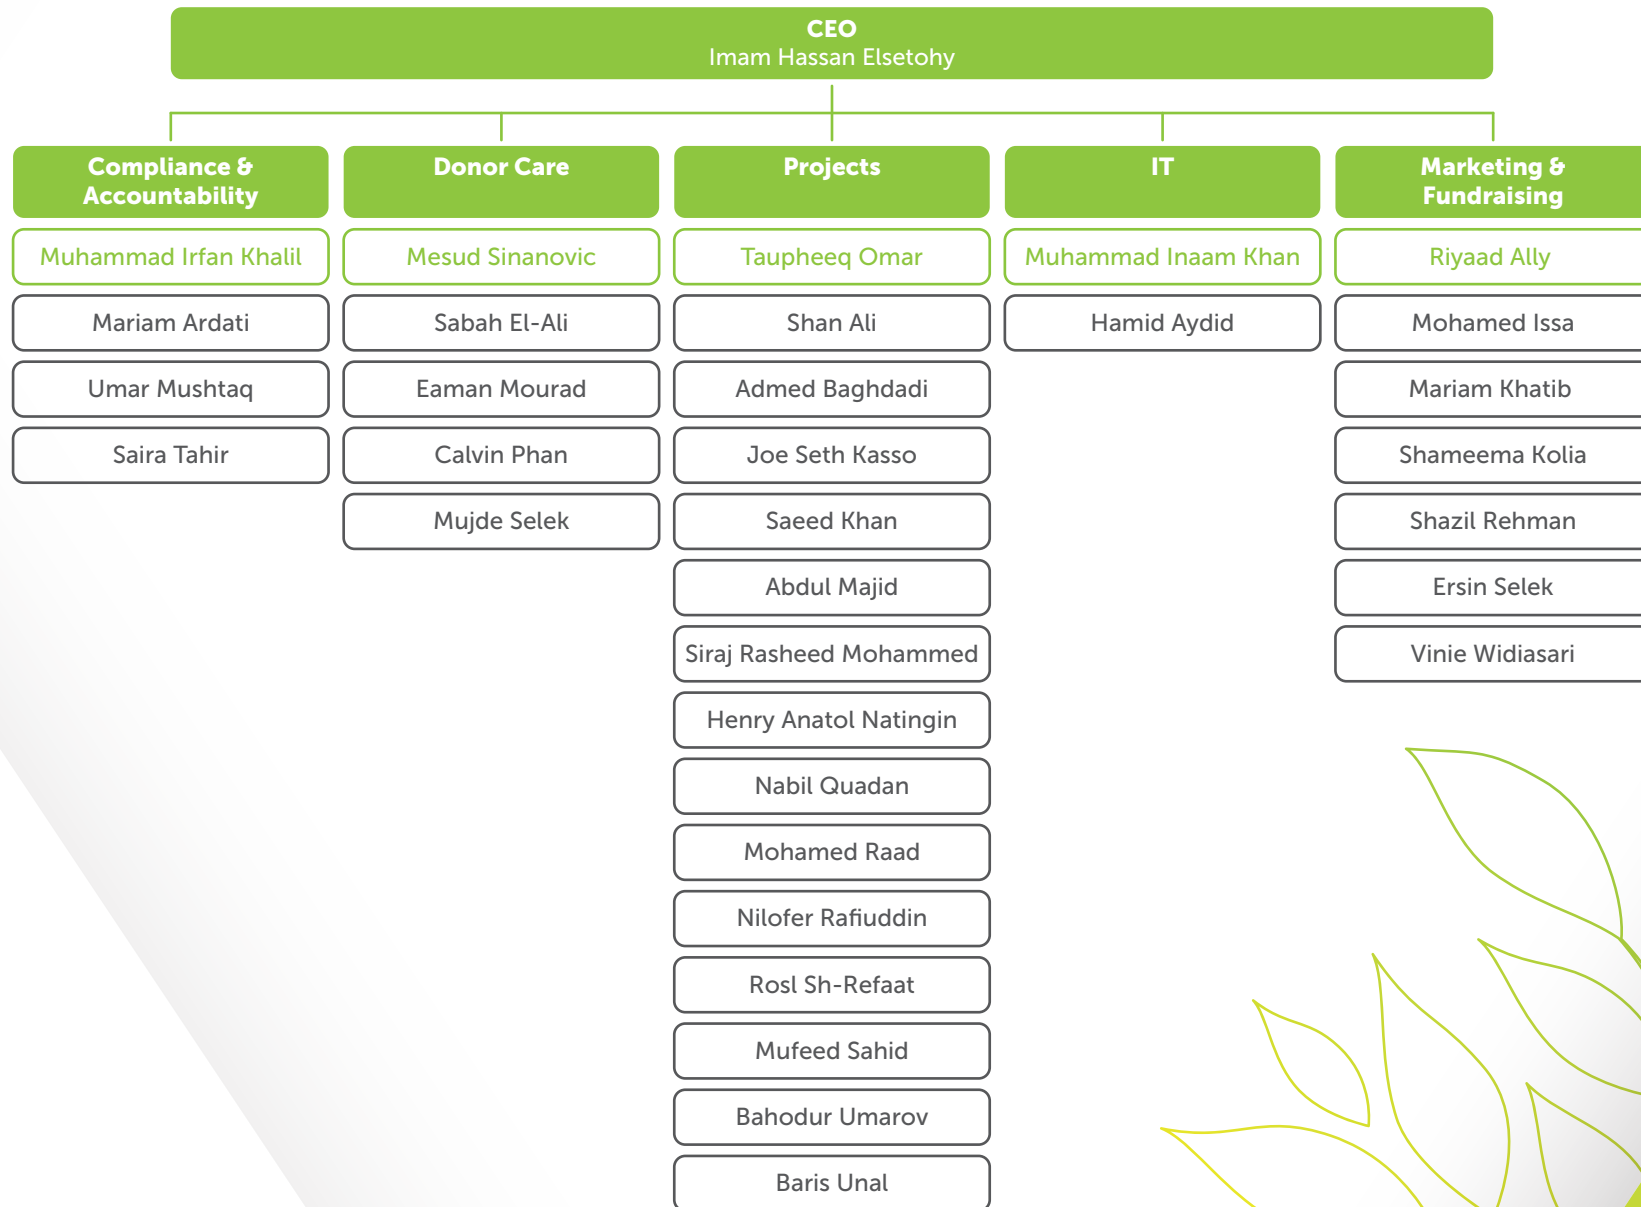 CEO
Imam Hassan Elsetohy
Compliance &
Accountability
Muhammad Irfan Khalil
Mariam Ardati
Umar Mushtaq
Saira Tahir
Donor Care
Mesud Sinanovic
Sabah El-Ali
Eaman Mourad
Calvin Phan
Mujde Selek
Projects
Taupheeq Omar
Shan Ali
Admed Baghdadi
Joe Seth Kasso
Saeed Khan
Abdul Majid
Siraj Rasheed Mohammed
Henry Anatol Natingin
Nabil Quadan
Mohamed Raad
Nilofer Rafiuddin
Rosl Sh-Refaat
Mufeed Sahid
Bahodur Umarov
Baris Unal
IT
Muhammad Inaam Khan
Hamid Aydid
Marketing &
Fundraising
Riyaad Ally
Mohamed Issa
Mariam Khatib
Shameema Kolia
Shazil Rehman
Ersin Selek
Vinie Widiasari